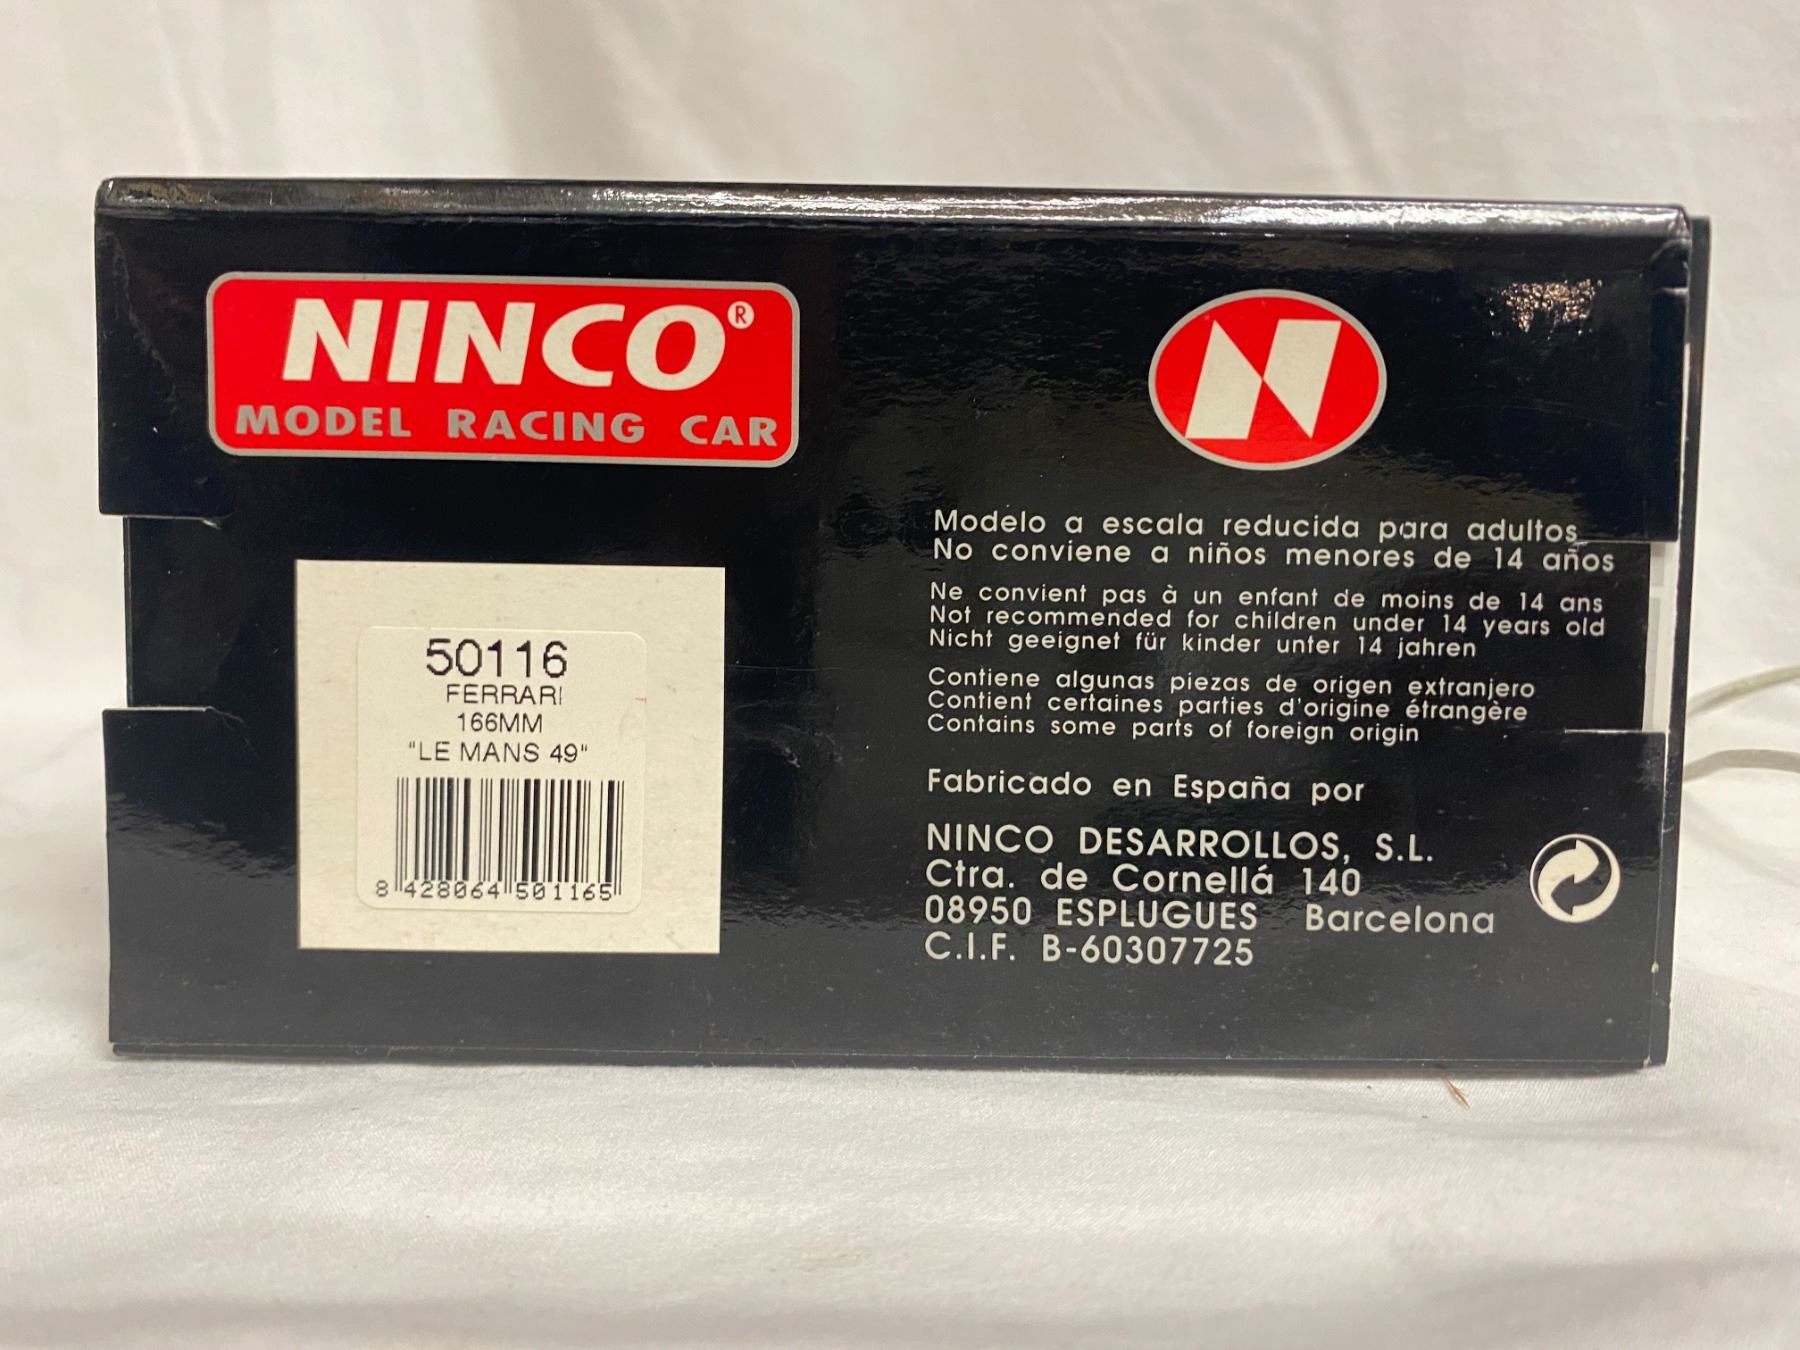 NINCO®
MODEL RACING CAR
50116
FERRARI
166MM
"LE MANS 49"
8 428064 501165
N
Modelo a escala reducida para adultos
No conviene a niños menores de 14 años
Ne convient pas à un enfant de moins de 14 ans
Not recommended for children under 14 years old
Nicht geeignet für kinder unter 14 jahren
Contiene algunas piezas de origen extranjero
Contient certaines parties d'origine étrangère
Contains some parts of foreign origin
Fabricado en España por
NINCO DESARROLLOS, S.L.
Ctra. de Cornellá 140
08950 ESPLUGUES Barcelona
C.I.F. B-60307725